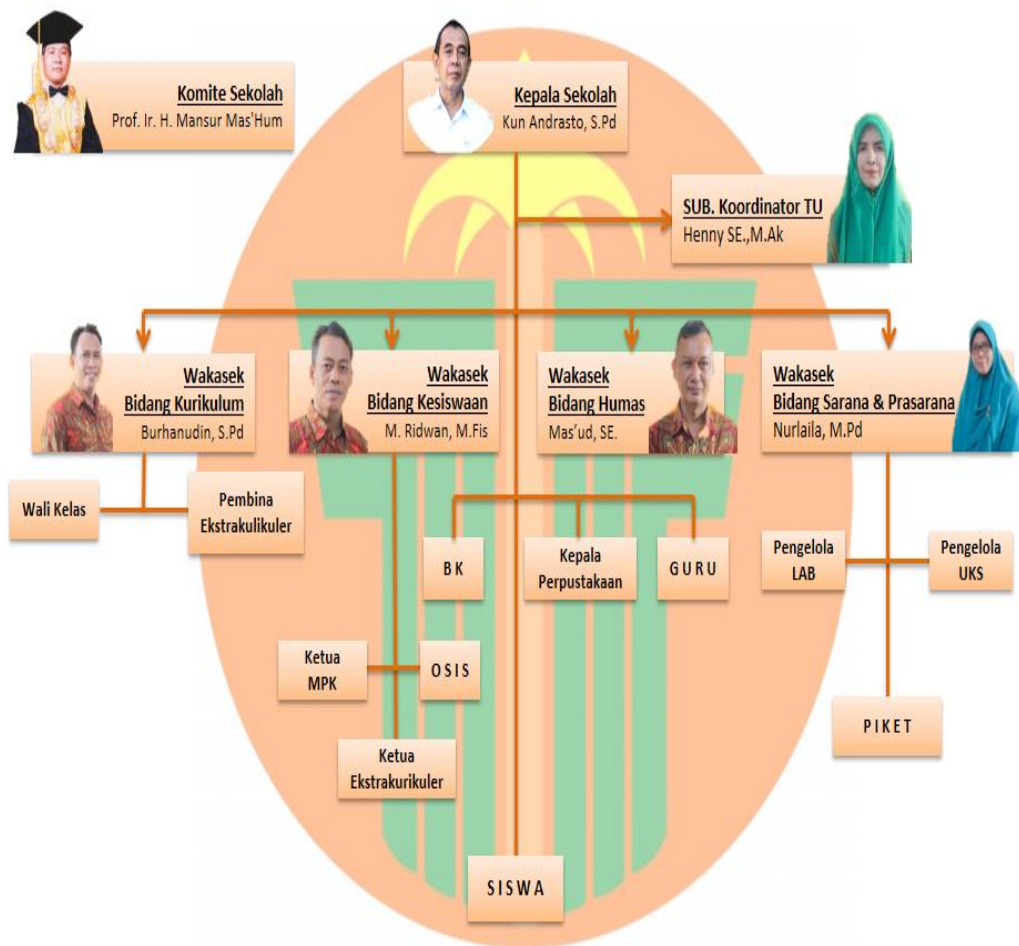 Komite Sekolah
Prof. Ir. H. Mansur Mas'Hum
Kepala Sekolah
Kun Andrasto, S.Pd
SUB. Koordinator TU
Henny SE.,M.Ak
Wakasek
Bidang Kurikulum
Burhanudin, S.Pd
Wakasek
Bidang Kesiswaan
M. Ridwan, M.Fis
Wakasek
Bidang Humas
Mas'ud, SE.
Wakasek
Bidang Sarana & Prasarana
Nurlaila, M.Pd
Wali Kelas
Pembina
Ekstrakulikuler
B K
Kepala
Perpustakaan
G U R U
Pengelola
LAB
Pengelola
UKS
Ketua
MPK
O S I S
Ketua
Ekstrakurikuler
P I K E T
S I S W A